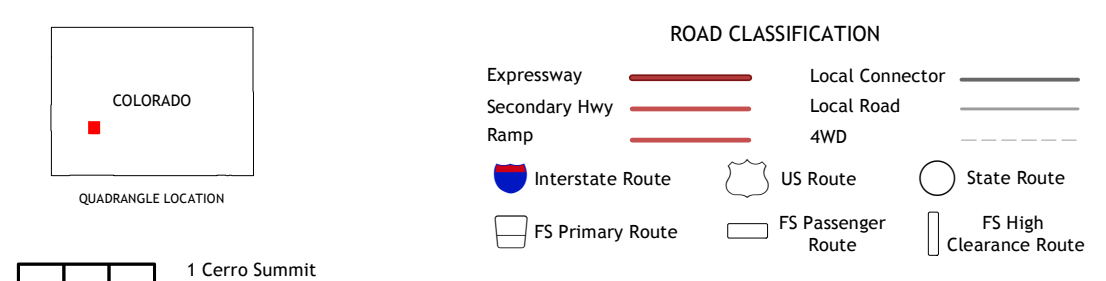 COLORADO
QUADRANGLE LOCATION
1 Cerro Summit
ROAD CLASSIFICATION
Expressway
Local Connector
Secondary Hwy
Local Road
Ramp
4WD
Interstate Route
US Route
State Route
FS Primary Route
FS Passenger
Route
FS High
Clearance Route